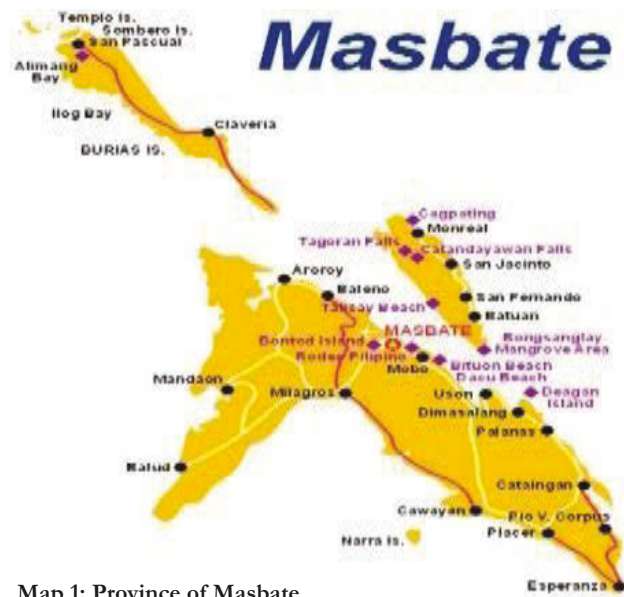 Masbate
Templo Is.
Sombero Is.
San Pascual
Alimang
Bay
Ilog Bay
BURIAS IS.
Claveria
Cagpating
Monreal
Tagoran Falls
Catandayawan Falls
San Jacinto
Aroroy
Baleno
Talisay Beach
San Fernando
Batuan
MASBATE
Bontod Island
Rodeo Filipino
Bongsanglay
Mangrove Area
Mobo
Bituon Beach
Dacu Beach
Mandaon
Milagros
Uson
Deagan
Island
Dimasalang
Palanas
Balud
Cataingan
Cawayan
Pio V. Corpus
Placer
Narra Is.
Esperanza
Map 1: Province of Masbate